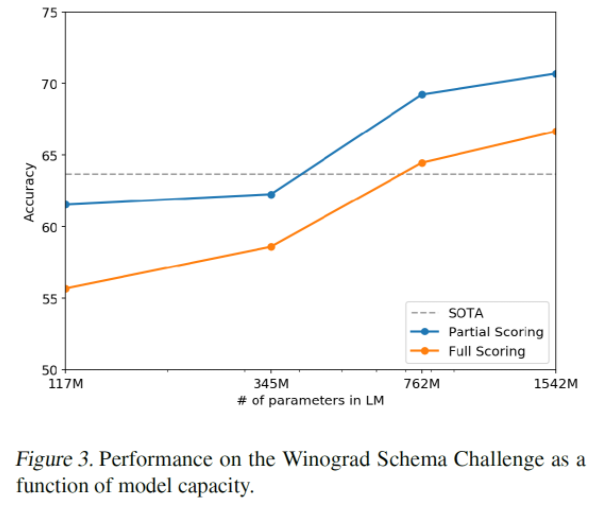 75
70
65
60
55
50
Accuracy
SOTA
Partial Scoring
Full Scoring
117M
345M
762M
1542M
# of parameters in LM
Figure 3. Performance on the Winograd Schema Challenge as a
function of model capacity.